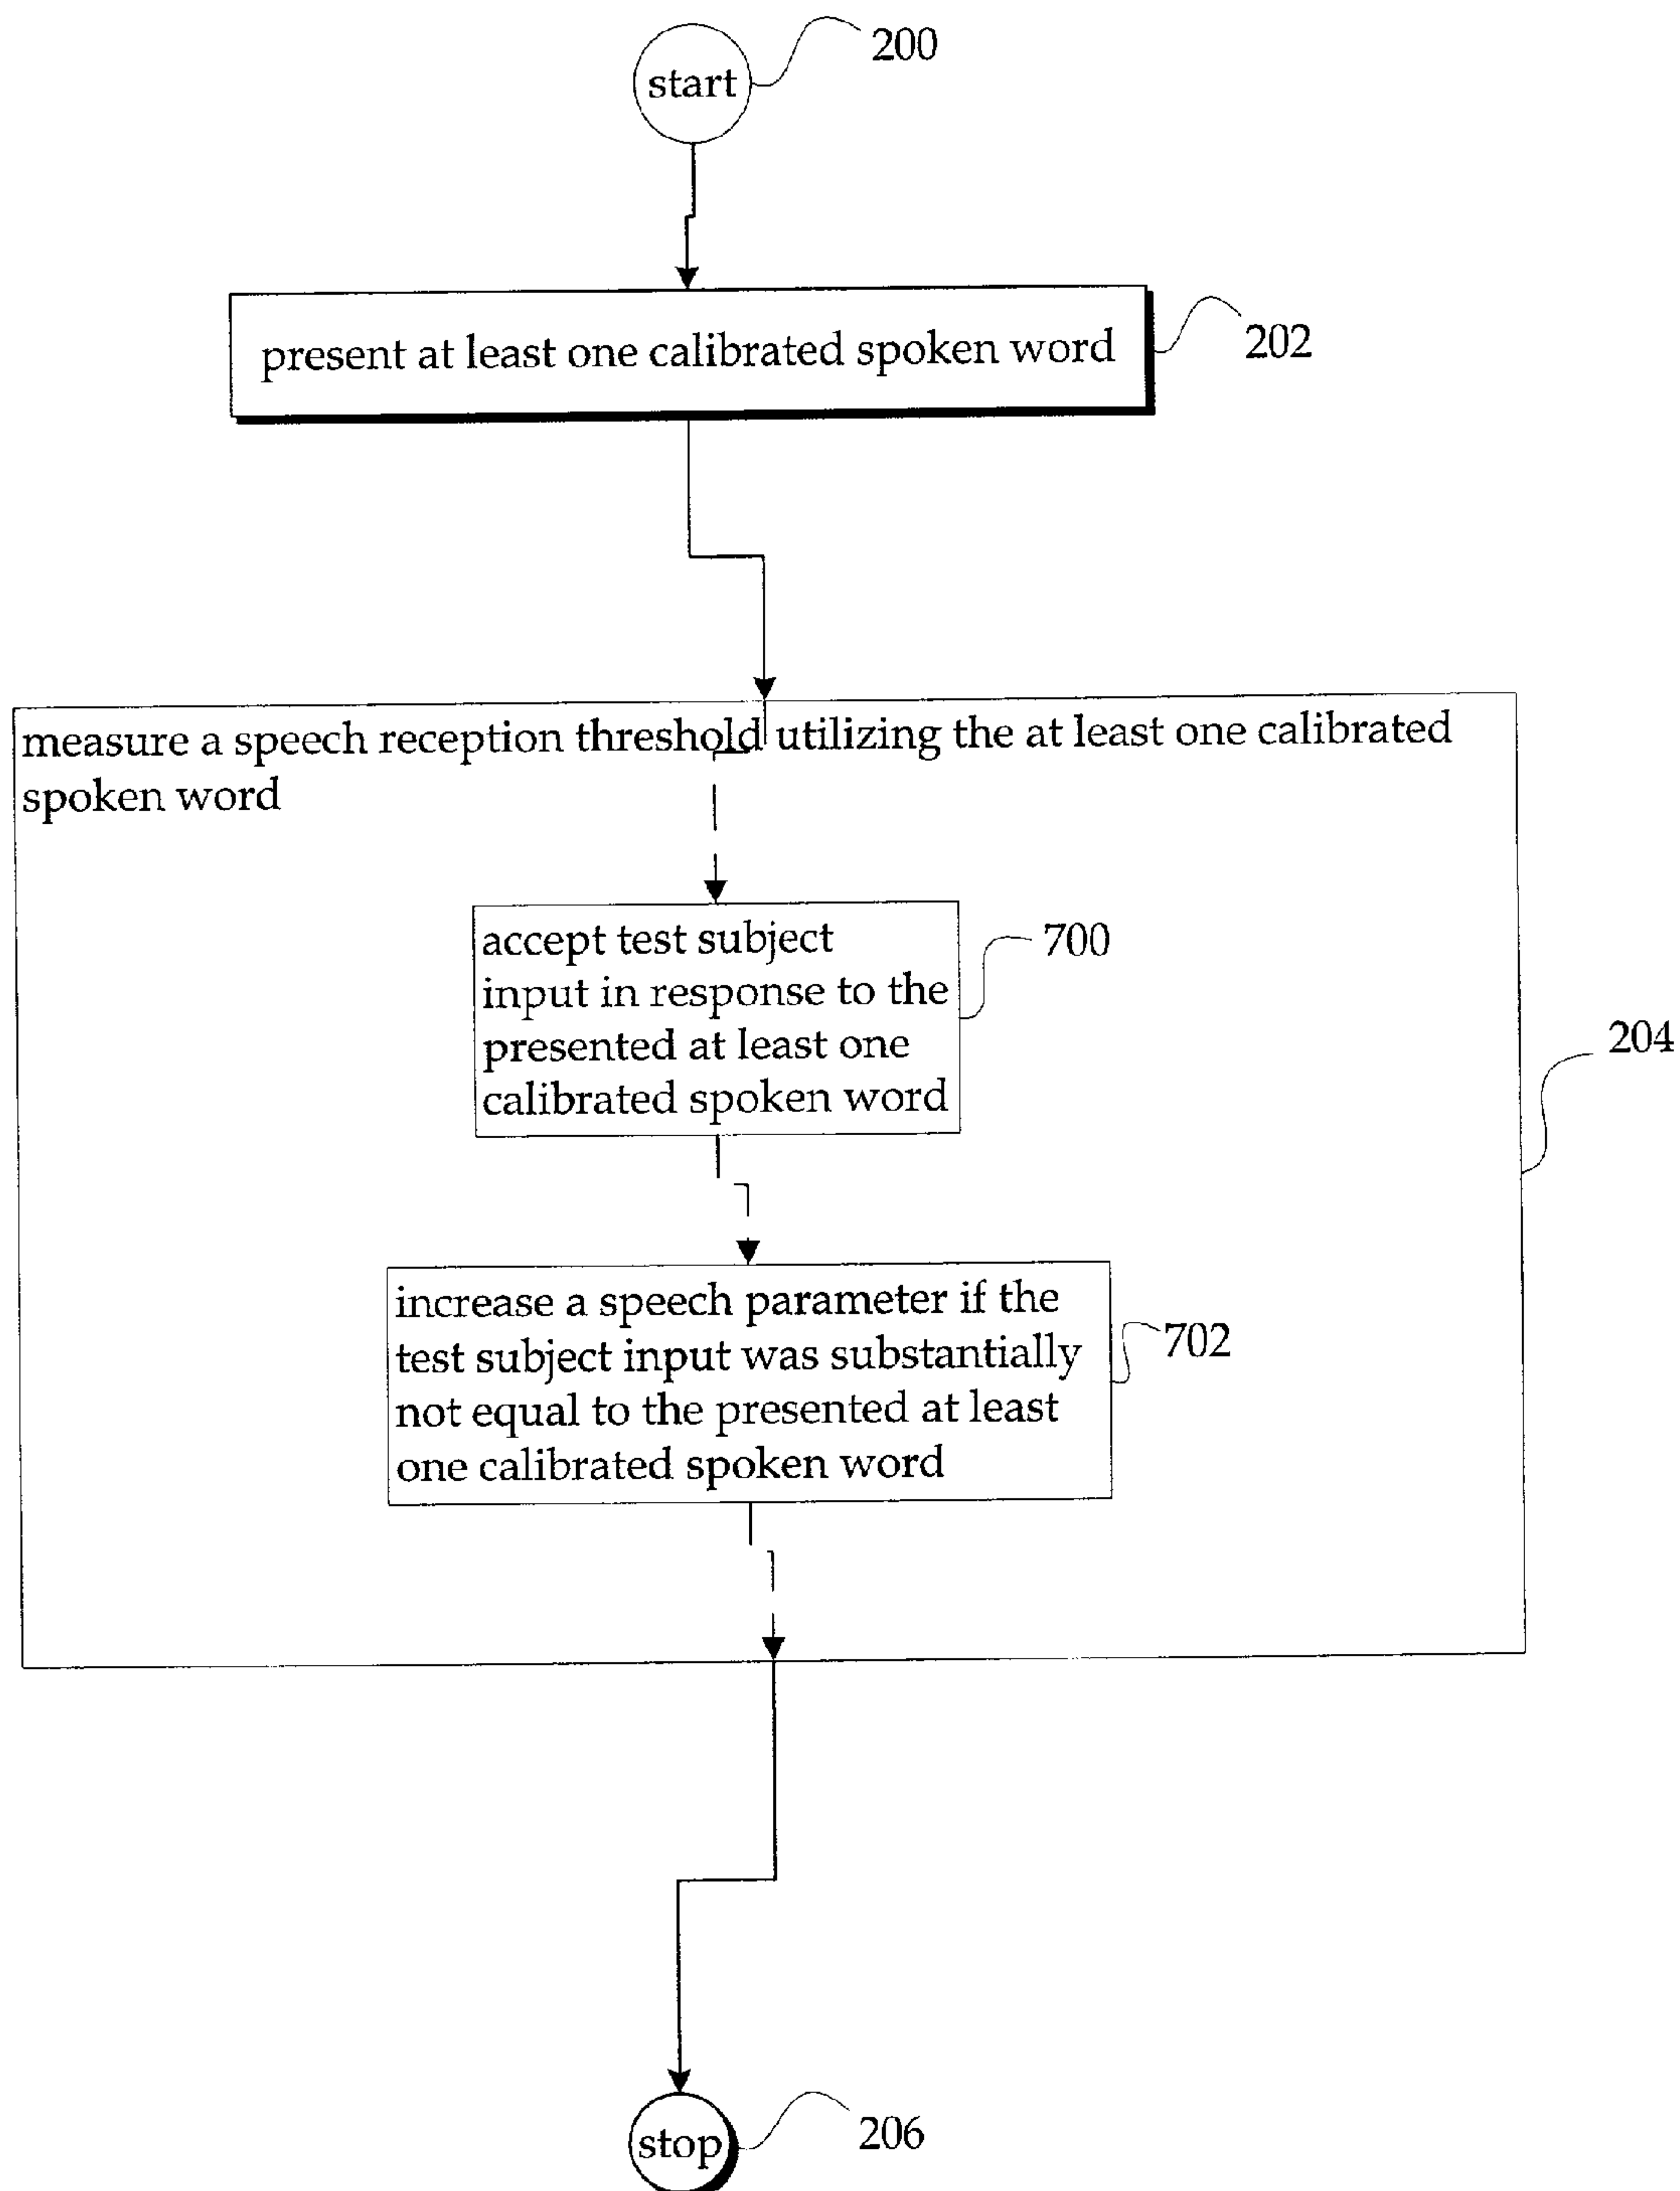 start
200
present at least one calibrated spoken word
202
measure a speech reception threshold utilizing the at least one calibrated
spoken word
accept test subject
input in response to the
presented at least one
calibrated spoken word
700
204
increase a speech parameter if the
test subject input was substantially
not equal to the presented at least
one calibrated spoken word
702
stop
206